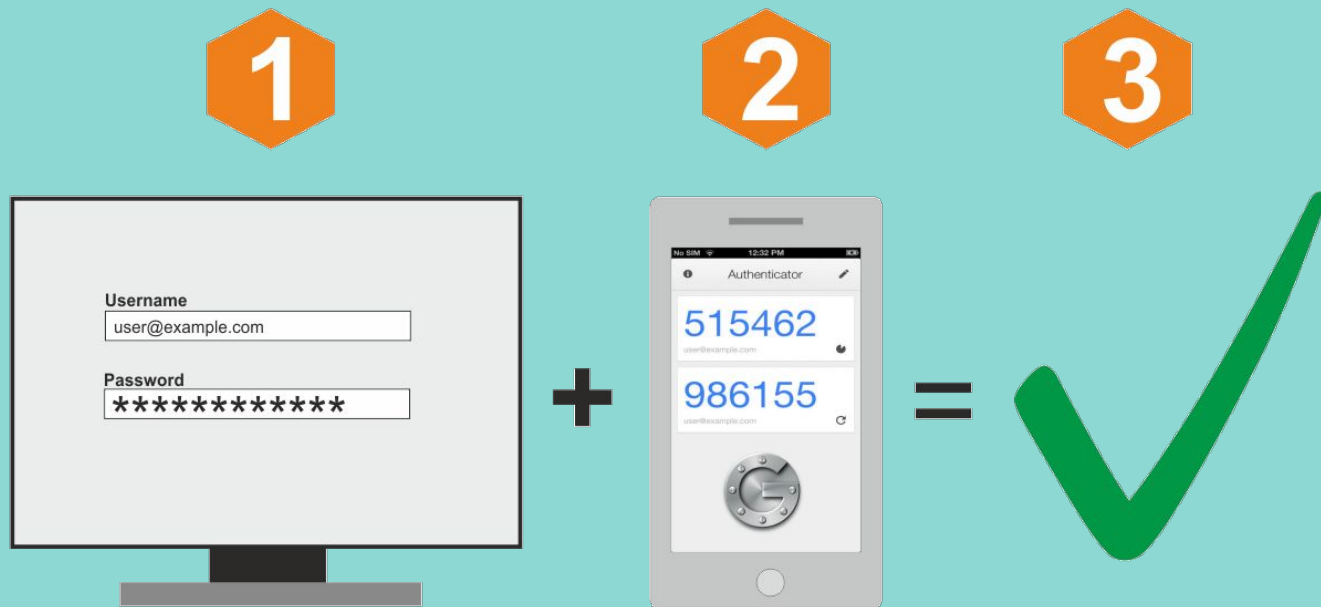 1
2
3
Username
user@example.com
Password
************
No SIM 12:32 PM
Authenticator
515462
user@example.com
986155
user@example.com
G
+
=